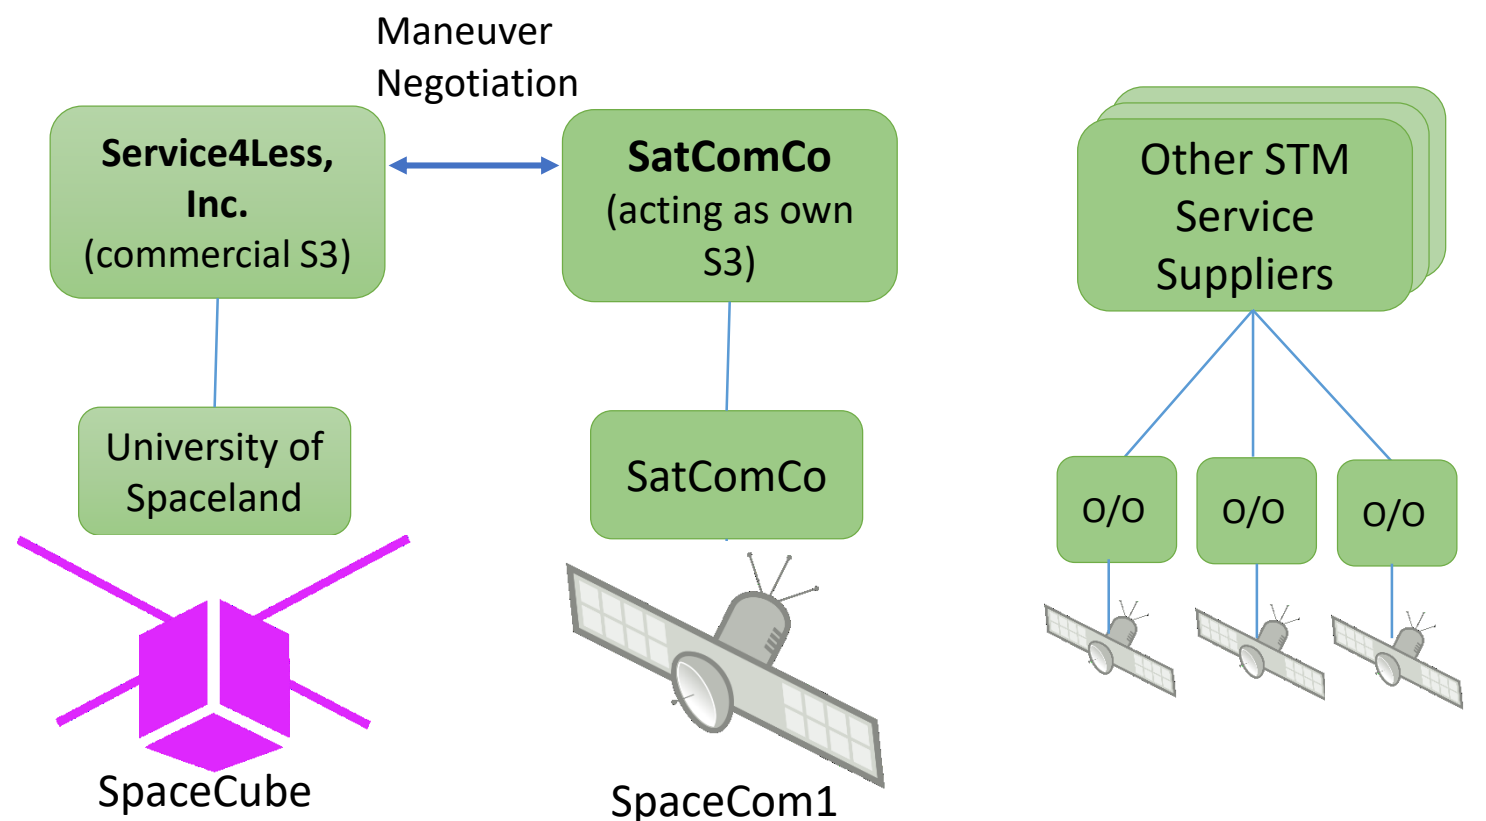 Maneuver
Negotiation
Service4Less,
Inc.
(commercial S3)
SatComCo
(acting as own
S3)
Other STM
Service
Suppliers
University of
Spaceland
SatComCo
O/O
O/O
O/O
SpaceCube
SpaceCom1